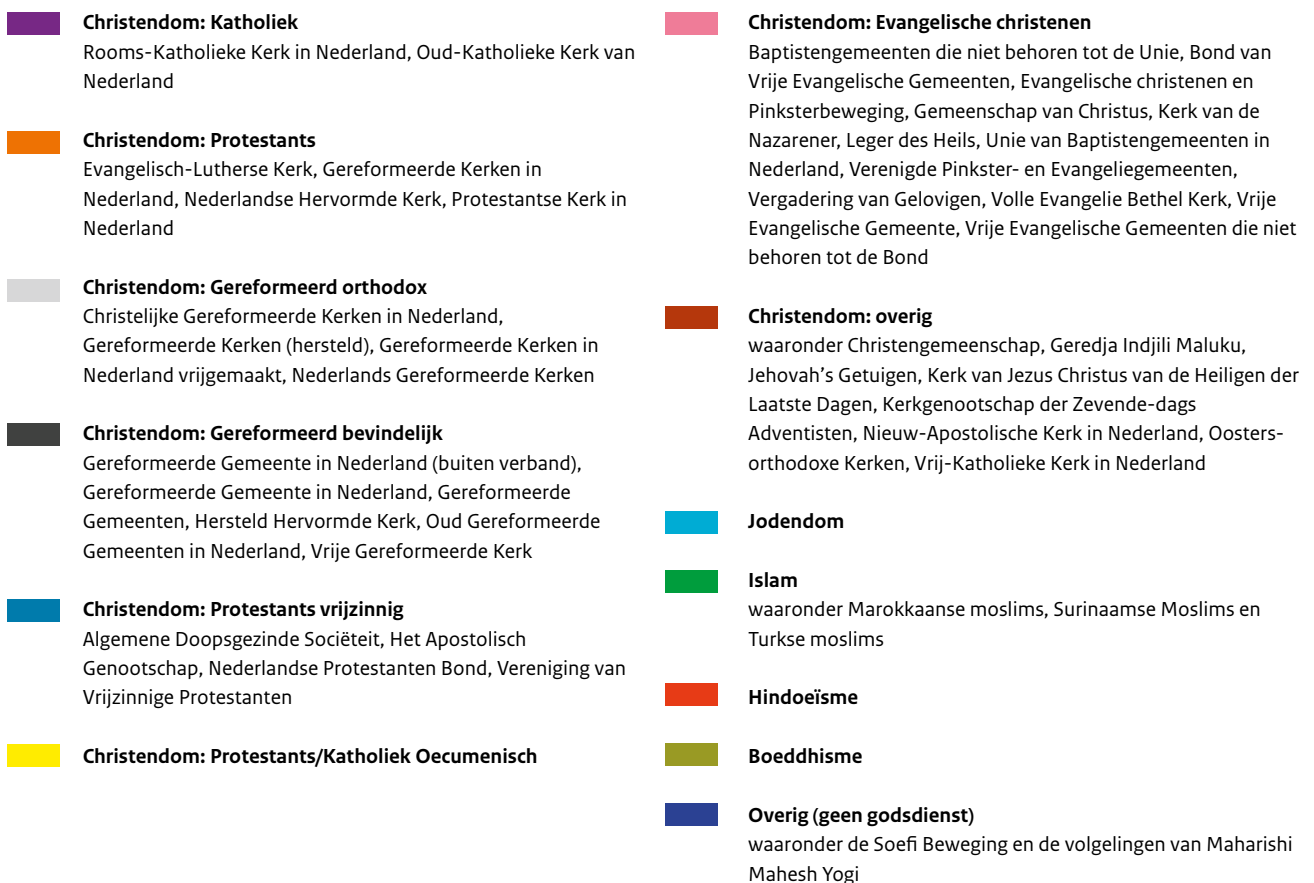 Christendom: Katholiek
Rooms-Katholieke Kerk in Nederland, Oud-Katholieke Kerk van
Nederland
Christendom: Protestants
Evangelisch-Lutherse Kerk, Gereformeerde Kerken in
Nederland, Nederlandse Hervormde Kerk, Protestantse Kerk in
Nederland
Christendom: Gereformeerd orthodox
Christelijke Gereformeerde Kerken in Nederland,
Gereformeerde Kerken (hersteld), Gereformeerde Kerken in
Nederland vrijgemaakt, Nederlands Gereformeerde Kerken
Christendom: Gereformeerd bevindelijk
Gereformeerde Gemeente in Nederland (buiten verband),
Gereformeerde Gemeente in Nederland, Gereformeerde
Gemeenten, Hersteld Hervormde Kerk, Oud Gereformeerde
Gemeenten in Nederland, Vrije Gereformeerde Kerk
Christendom: Protestants vrijzinnig
Algemene Doopsgezinde Sociëteit, Het Apostolisch
Genootschap, Nederlandse Protestanten Bond, Vereniging van
Vrijzinnige Protestanten
Christendom: Protestants/Katholiek Oecumenisch
Christendom: Evangelische christenen
Baptistengemeenten die niet behoren tot de Unie, Bond van
Vrije Evangelische Gemeenten, Evangelische christenen en
Pinksterbeweging, Gemeenschap van Christus, Kerk van de
Nazarener, Leger des Heils, Unie van Baptistengemeenten in
Nederland, Verenigde Pinkster- en Evangeliegemeenten,
Vergadering van Gelovigen, Volle Evangelie Bethel Kerk, Vrije
Evangelische Gemeente, Vrije Evangelische Gemeenten die niet
behoren tot de Bond
Christendom: overig
waaronder Christengemeenschap, Geredja Indjili Maluku,
Jehovah's Getuigen, Kerk van Jezus Christus van de Heiligen der
Laatste Dagen, Kerkgenootschap der Zevende-dags
Adventisten, Nieuw-Apostolische Kerk in Nederland, Oosters-
orthodoxe Kerken, Vrij-Katholieke Kerk in Nederland
Jodendom
Islam
waaronder Marokkaanse moslims, Surinaamse Moslims en
Turkse moslims
Hindoeïsme
Boeddhisme
Overig (geen godsdienst)
waaronder de Soefi Beweging en de volgelingen van Maharishi
Mahesh Yogi